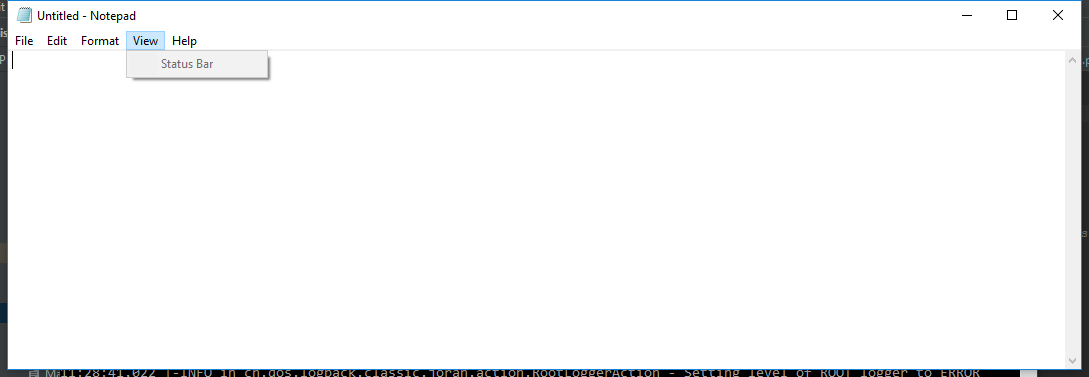 Untitled - Notepad
File Edit Format View Help
Status Bar
11:28:41,022 |-INFO in ch.qos.logback.classic.joran.action.RootLoggerAction - Setting level of ROOT logger to ERROR